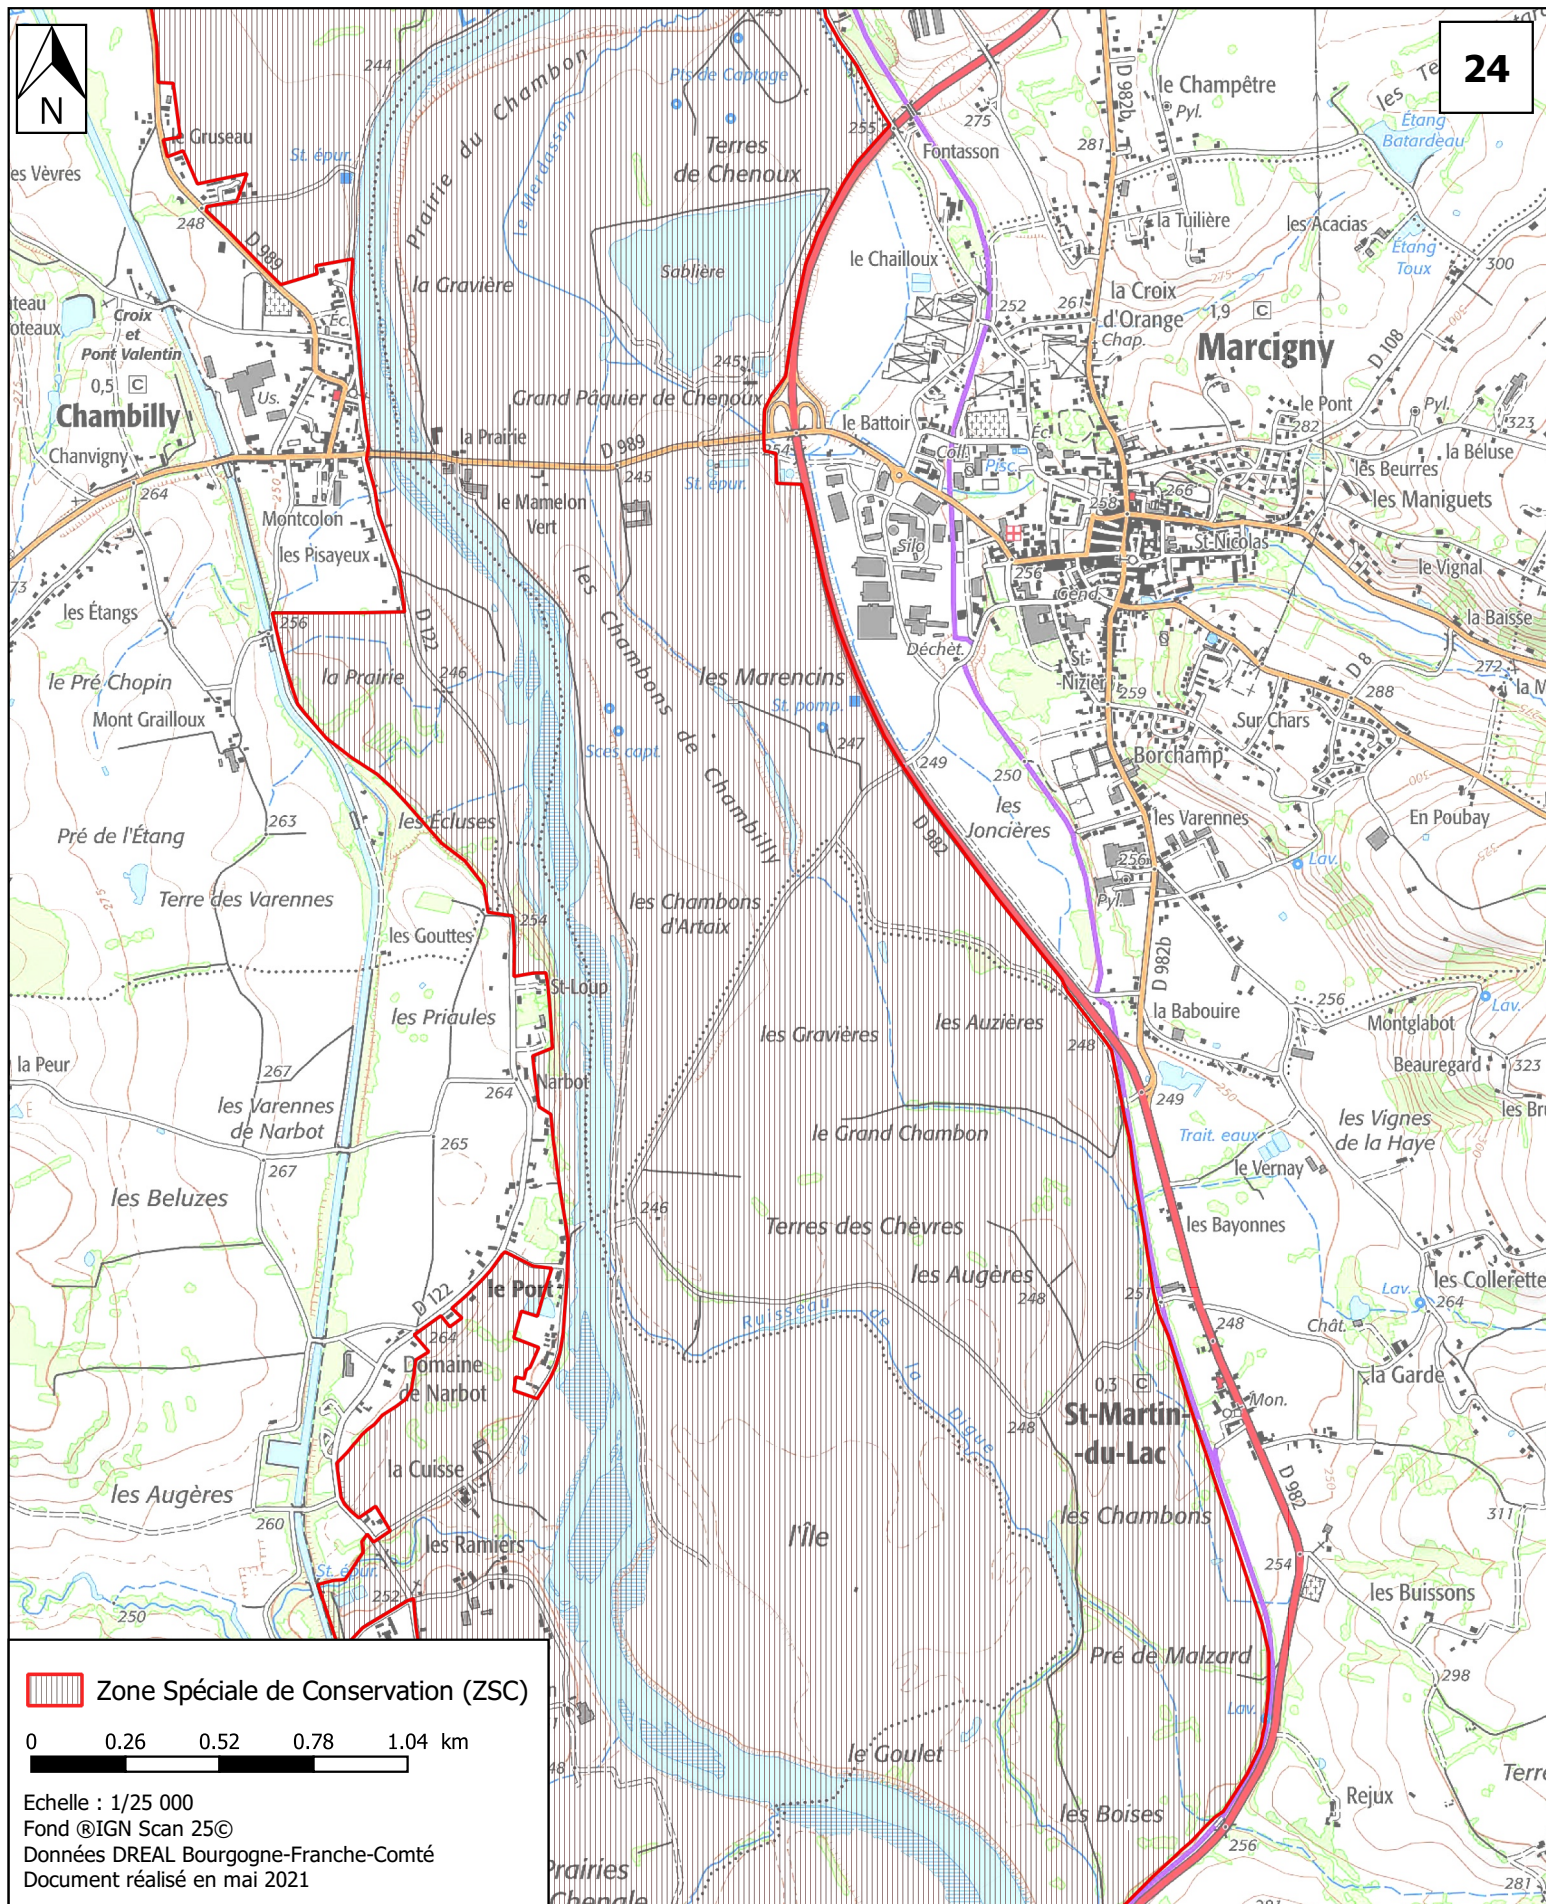 N
24
244
245
le Gruseau
St. épur.
248
D 989
Prairie du Chambon
le Merdasson
Pts de Captage
Terres
de Chenoux
255
275
Fontasson
D 982b
281
le Champêtre
Pyl.
Étang
Batardeau
la Tuilière
les Acacias
Étang
Toux
300
la Gravière
Sablière
le Chailloux
252
261
275
la Croix
d'Orange
Chap.
1,9 C
Marcigny
D 108
300
Croix
et
Pont Valentin
0,5 C
Chambilly
Éc.
Us.
Chanvigny
264
250
Montcolon
les Pisayeux
la Prairie
D 989
245
245
Grand Pâquier de Chenoux
le Mamelon
Vert
St. épur.
le Battoir
Éc.
Coll.
Pisc.
Silo
258
266
256
Gend.
St-Nicolas
le Pont
282
Pyl.
323
la Béluse
les Beurres
les Maniguets
le Vignal
la Baisse
272
les Étangs
256
D 122
246
la Prairie
le Pré Chopin
Mont Grailloux
les Chambons de Chambilly
Sces capt.
les Marencins
St. pomp.
247
249
Déchèt.
St-
-Nizier
259
D 8
288
Sur Chars
Borchamp
300
250
les
Joncières
D 982
les Varennes
256
Pyl.
Lav.
En Poubay
325
263
Pré de l'Étang
275
Terre des Varennes
les Écluses
254
les Gouttes
les Chambons
d'Artaix
St-Loup
les Priaules
les Gravières
les Auzières
D 982b
la Babouire
248
249
250
256
Montglabot
Lav.
Beauregard
323
la Peur
267
264
Narbot
les Varennes
de Narbot
265
267
le Grand Chambon
Trait. eaux
le Vernay
les Vignes
de la Haye
300
les Beluzes
246
Terres des Chèvres
les Augères
248
les Bayonnes
251
Lav.
264
Chât.
248
la Garde
D 122
le Port
264
Domaine
de Narbot
Ruisseau de la Digue
248
0,3 C
St-Martin-
-du-Lac
Mon.
D 982
250
la Cuisse
les Augères
260
les Ramiers
St. épur.
252
250
l'Île
les Chambons
254
311
les Buissons
Pré de Malzard
298
Lav.
le Goulet
les Boises
Rejux
256
281
Zone Spéciale de Conservation (ZSC)
0 0.26 0.52 0.78 1.04 km
Echelle : 1/25 000
Fond ®IGN Scan 25©
Données DREAL Bourgogne-Franche-Comté
Document réalisé en mai 2021